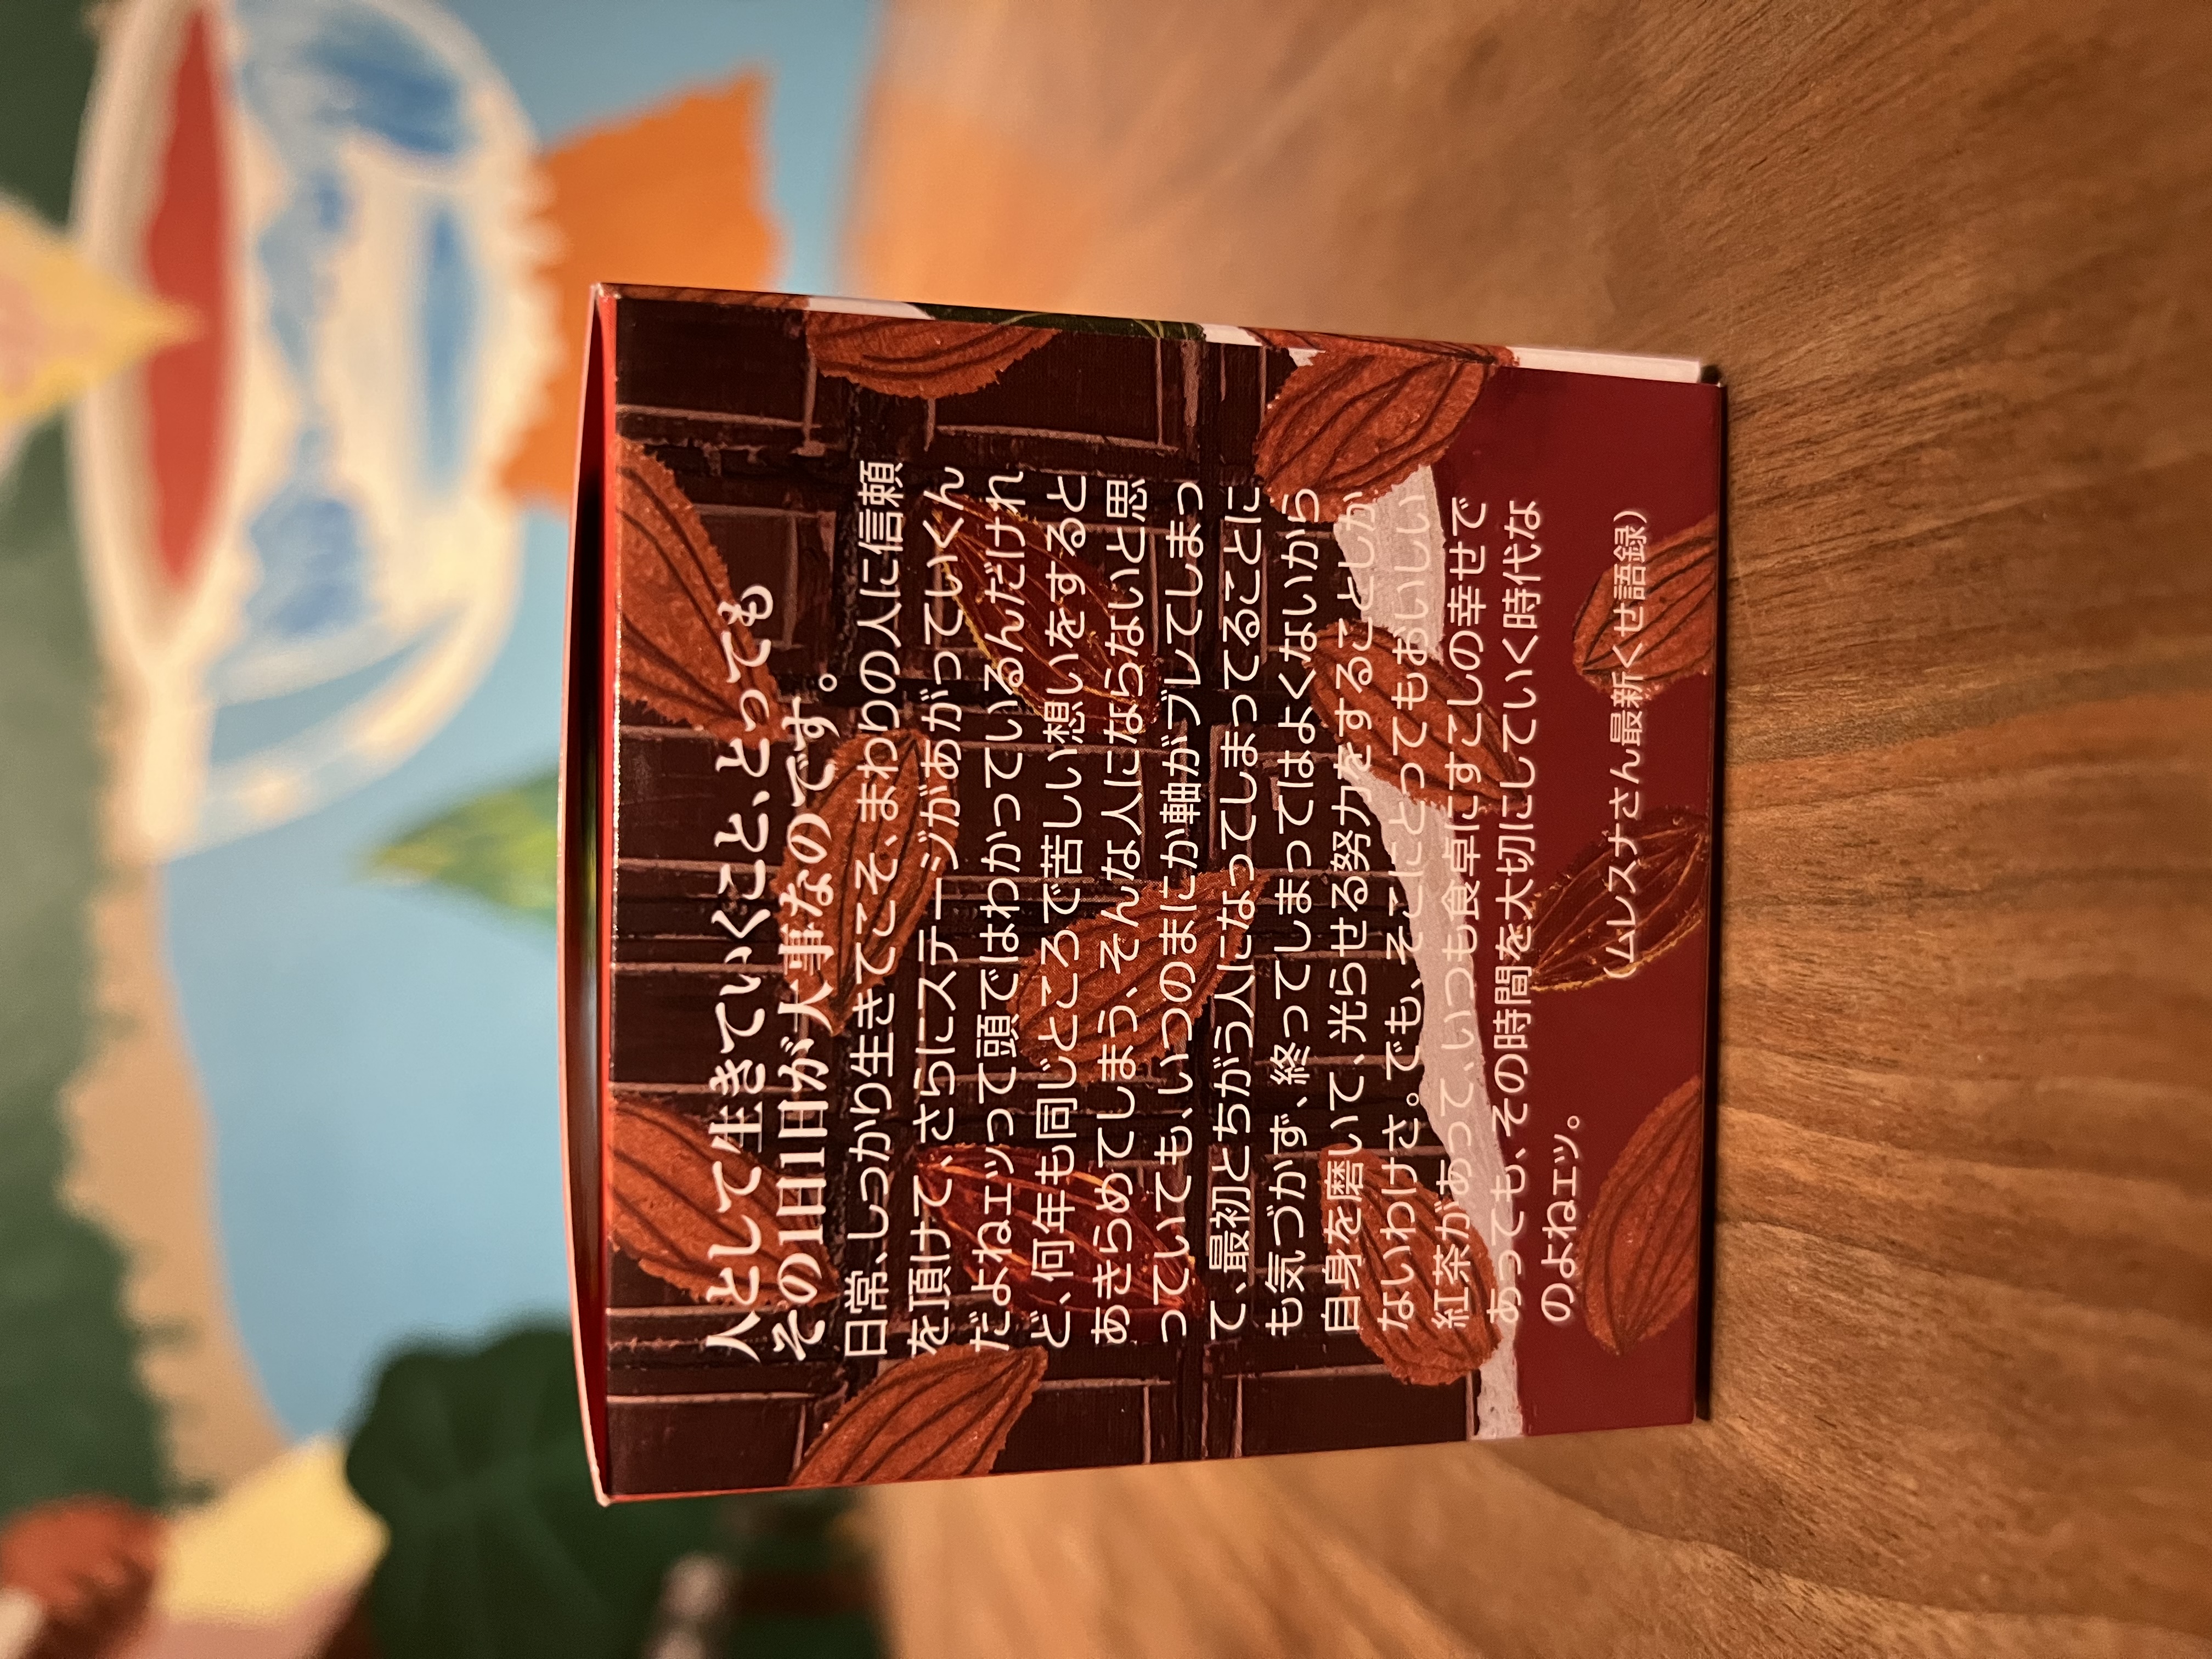 人として生きていくこと、とっても
その1日1日が大事なのです。
日常、しっかり生きてこそ、まわりの人に信頼
を頂けて、さらにステージがあがっていくん
だよねェッって頭ではわかっているんだけれ
ど、何年も同じところで苦しい想いをすると
あきらめてしまう、そんな人にならないと思
っていても、いつのまにか軸がブレてしまっ
て、最初とちがう人になってしまってることに
も気づかず、終ってしまってはよくないから
自身を磨いて、光らせる努力をすることしか
ないわけさ。でも、そこにとってもおいしい
紅茶があって、いつも食卓にすこしの幸せで
あっても、その時間を大切にしていく時代な
のよねェッ。
(ムレスナさん最新くせ語録)